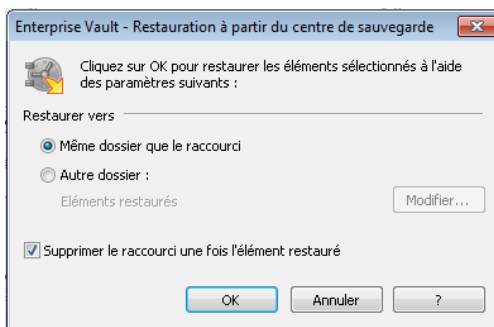 Enterprise Vault - Restauration à partir du centre de sauvegarde
Cliquez sur OK pour restaurer les éléments sélectionnés à l'aide
des paramètres suivants :
Restaurer vers
Même dossier que le raccourci
Autre dossier :
Eléments restaurés
Modifier...
Supprimer le raccourci une fois l'élément restauré
OK
Annuler
?